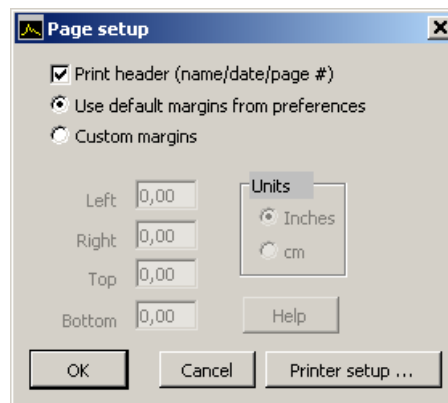 Page setup
Print header (name/date/page #)
Use default margins from preferences
Custom margins
Left 0,00
Right 0,00
Top 0,00
Bottom 0,00
Units
Inches
cm
Help
OK Cancel Printer setup ...